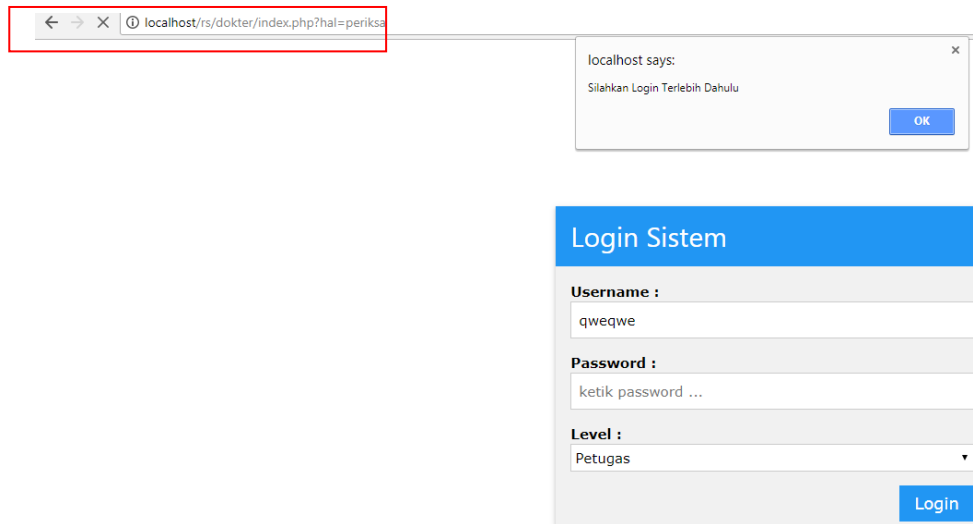 localhost/rs/dokter/index.php?hal=periksa
localhost says:
Silahkan Login Terlebih Dahulu
OK
Login Sistem
Username :
qweqwe
Password :
ketik password ...
Level :
Petugas
Login